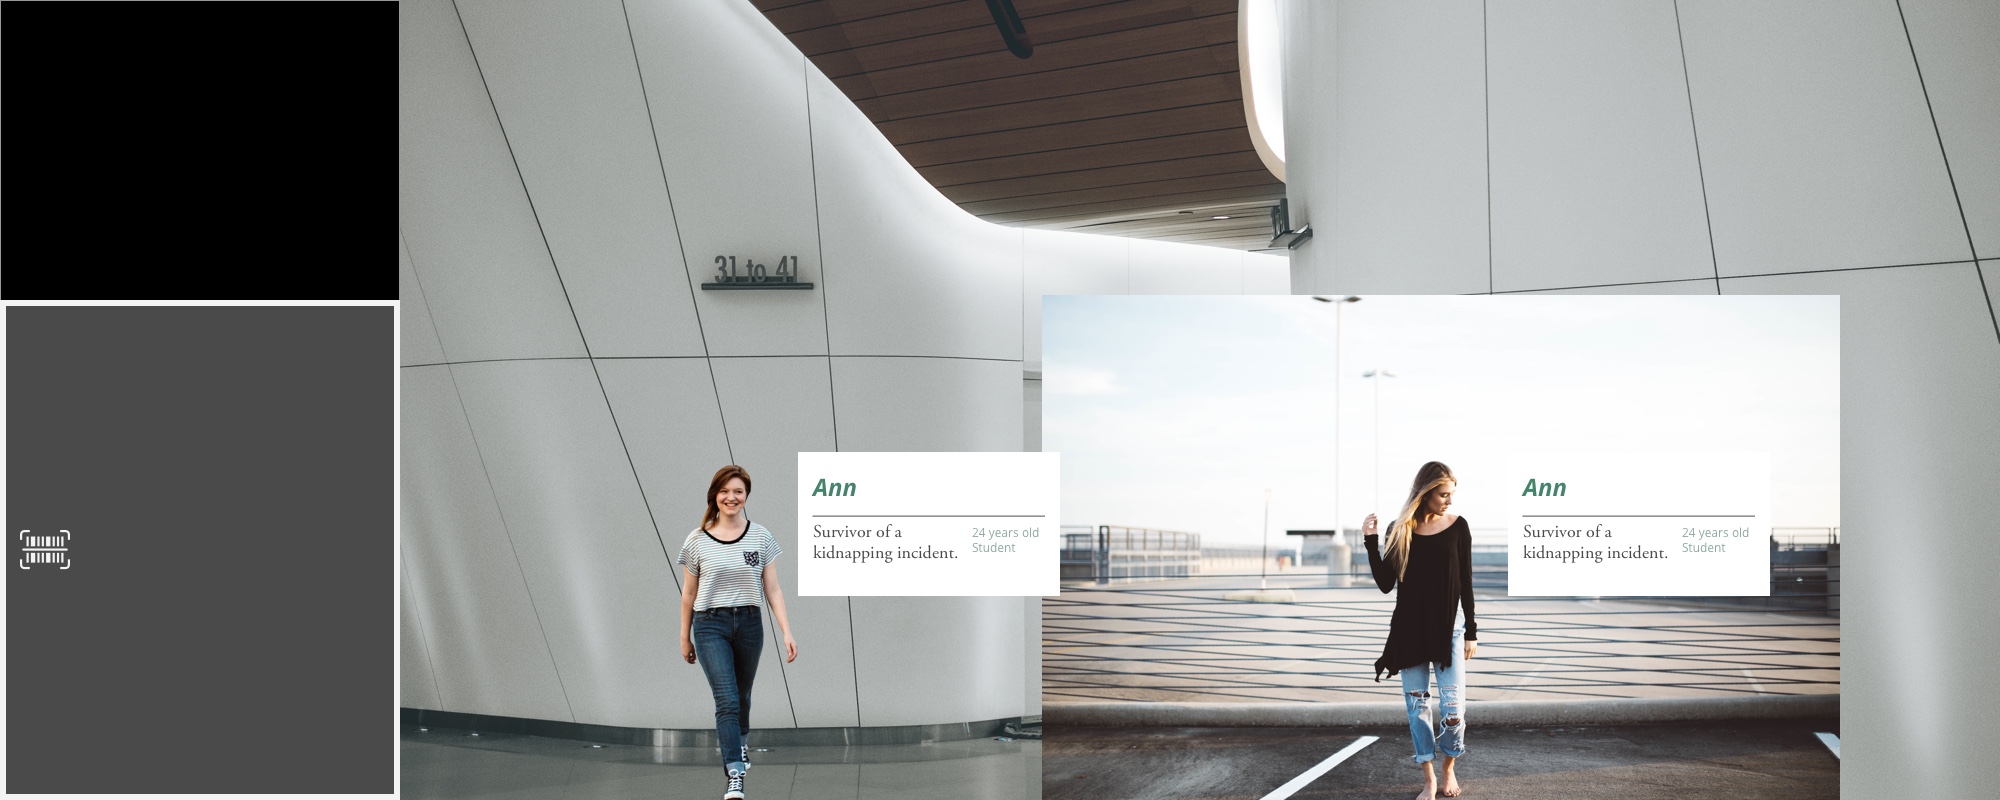 31 to 41
Ann
Survivor of a
kidnapping incident.
24 years old
Student
Ann
Survivor of a
kidnapping incident.
24 years old
Student